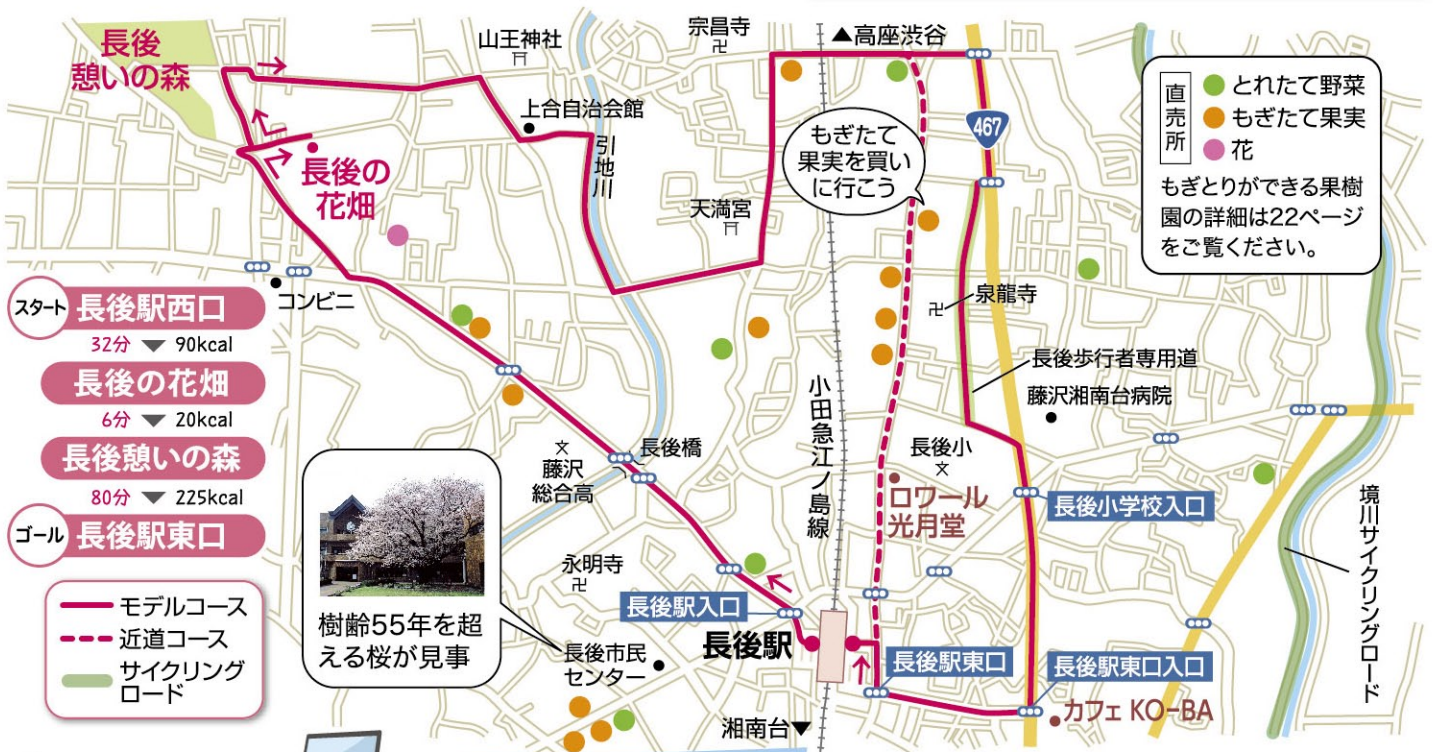 長後
憩いの森
山王神社
宗昌寺
▲高座渋谷
上合自治会館
引地川
長後の
花畑
天満宮
もぎたて
果実を買い
に行こう
467
直売所
とれたて野菜
もぎたて果実
花
もぎとりができる果樹
園の詳細は22ページ
をご覧ください。
コンビニ
泉龍寺
長後歩行者専用道
藤沢湘南台病院
小田急江ノ島線
スタート 長後駅西口
32分 ▼ 90kcal
長後の花畑
6分 ▼ 20kcal
長後憩いの森
80分 ▼ 225kcal
ゴール 長後駅東口
モデルコース
近道コース
サイクリング
ロード
藤沢
総合高
長後橋
長後小
ロワール
光月堂
長後小学校入口
境川サイクリングロード
永明寺
樹齢55年を超
える桜が見事
長後駅入口
長後駅
長後市民
センター
長後駅東口
長後駅東口入口
カフェ KO-BA
湘南台▼